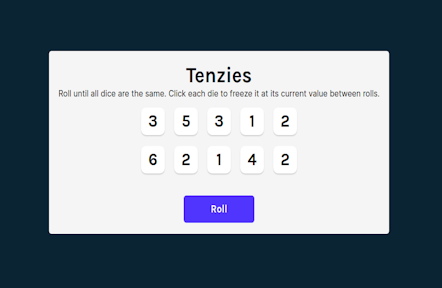 Tenzies
Roll until all dice are the same. Click each die to freeze it at its current value between rolls.
3 5 3 1 2
6 2 1 4 2
Roll